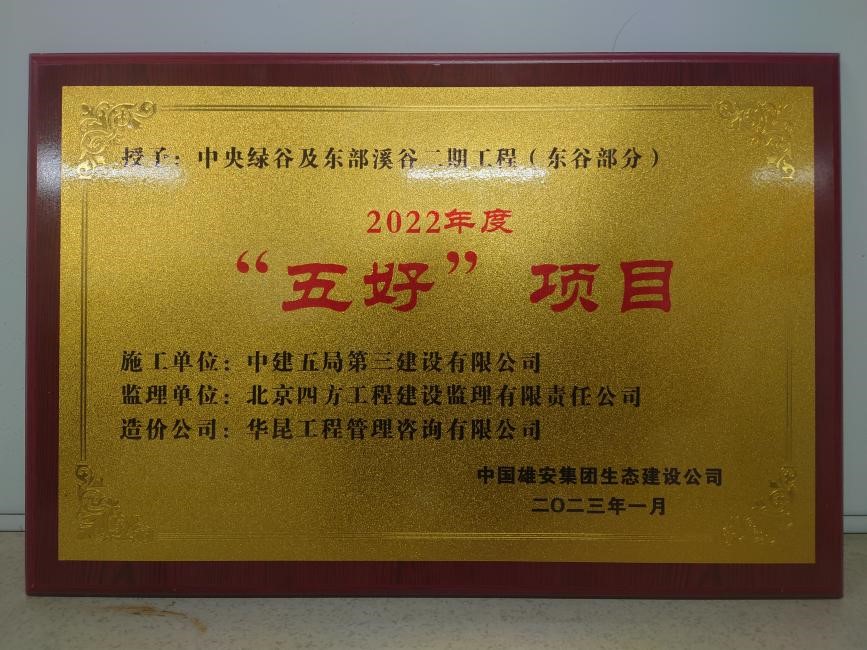 授予：中央绿谷及东部溪谷二期工程（东谷部分）
2022年度
“五好”项目
施工单位：中建五局第三建设有限公司
监理单位：北京四方工程建设监理有限责任公司
造价公司：华昆工程管理咨询有限公司
中国雄安集团生态建设公司
二〇二三年一月